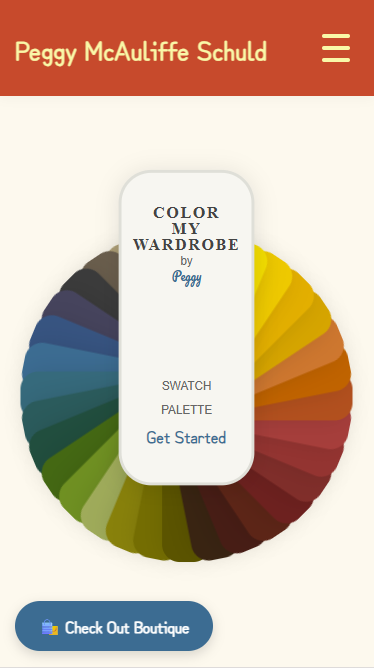 Peggy McAuliffe Schuld
COLOR
MY
WARDROBE
by
Peggy
SWATCH
PALETTE
Get Started
Check Out Boutique